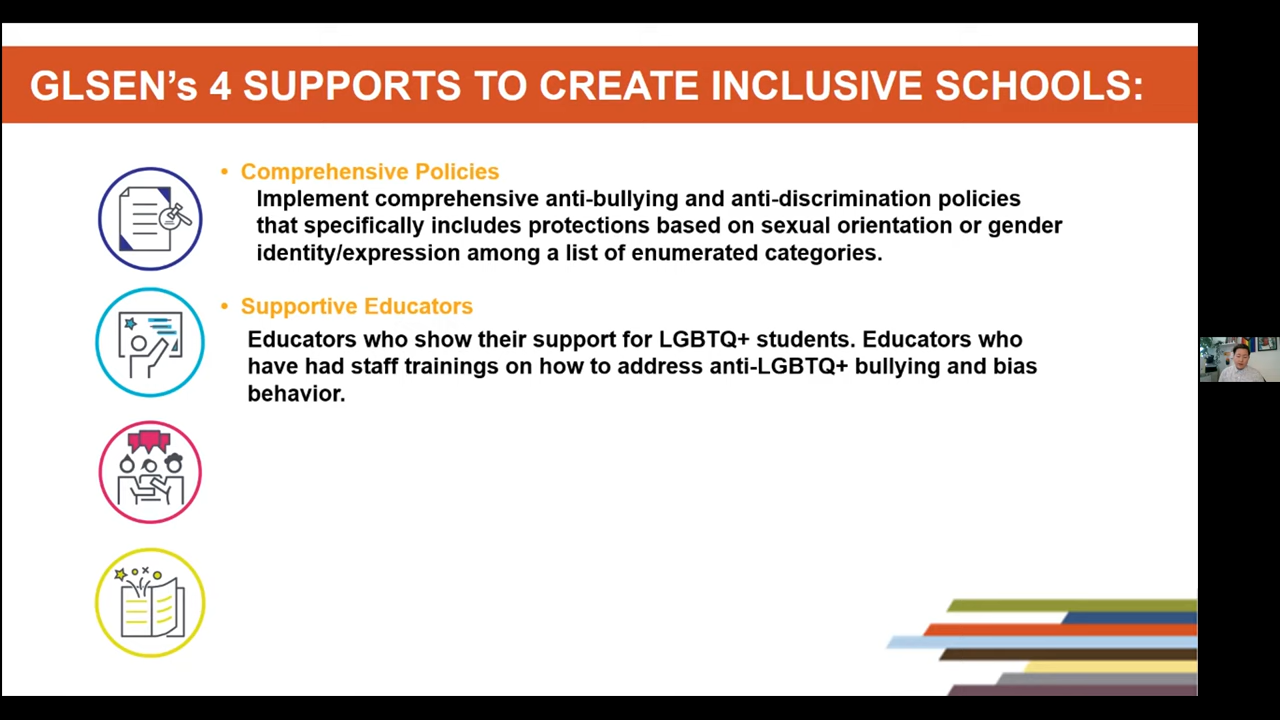 GLSEN’s 4 SUPPORTS TO CREATE INCLUSIVE SCHOOLS:
• Comprehensive Policies
Implement comprehensive anti-bullying and anti-discrimination policies
that specifically includes protections based on sexual orientation or gender
identity/expression among a list of enumerated categories.
• Supportive Educators
Educators who show their support for LGBTQ+ students. Educators who
have had staff trainings on how to address anti-LGBTQ+ bullying and bias
behavior.